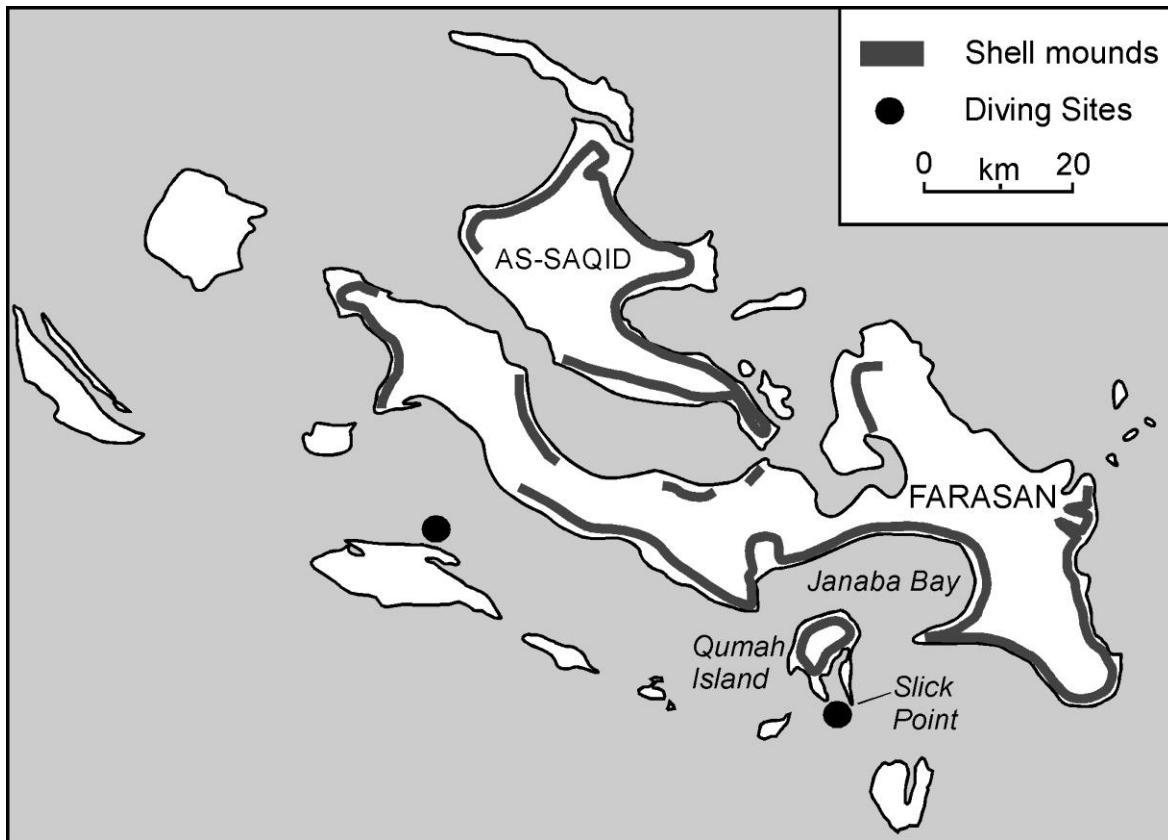 Shell mounds
Diving Sites
0 km 20
AS-SAQID
FARASAN
Janaba Bay
Qumah
Island
Slick
Point